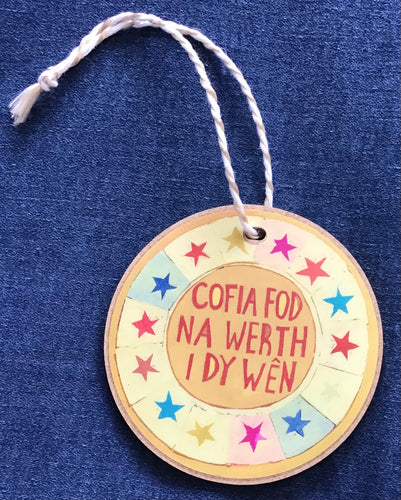 COFIA FOD
NA WERTH
I DY WÊN